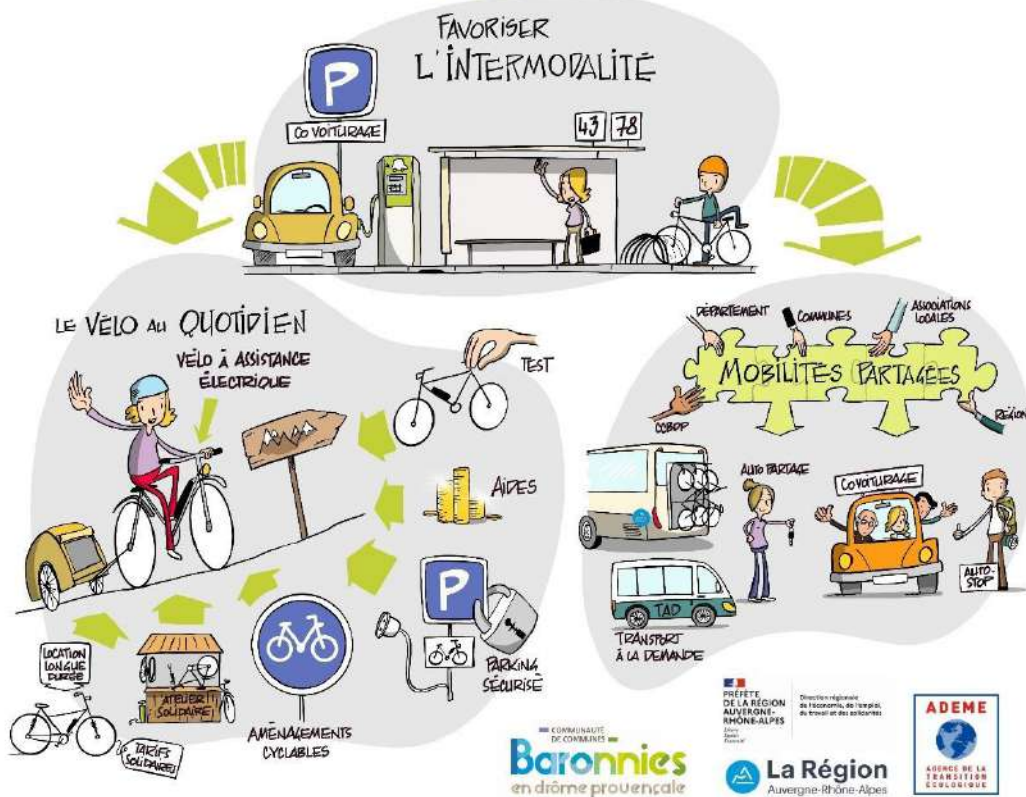 FAVORISER
L'INTERMODALITÉ
P
COVOITURAGE
43 78
LE VÉLO AU QUOTIDIEN
VÉLO À ASSISTANCE
ÉLECTRIQUE
TEST
AIDES
P
PARKING
SÉCURISÉ
AMÉNAGEMENTS
CYCLABLES
ATELIER
SOLIDAIRE
LOCATION
LONGUE
DURÉE
TARIFS
SOLIDAIRES
DÉPARTEMENT
COMMUNES
ASSOCIATIONS
LOCALES
MOBILITÉS PARTAGÉES
CCBDP
RÉGION
AUTO PARTAGE
COVOITURAGE
AUTO-
STOP
TAD
TRANSPORT
À LA DEMANDE
COMMUNAUTÉ
DE COMMUNES
Baronnies
en drôme provençale
PRÉFÈTE
DE LA RÉGION
AUVERGNE-
RHÔNE-ALPES
Direction régionale
de l'économie, de l'emploi,
du travail et des solidarités
La Région
Auvergne-Rhône-Alpes
ADEME
AGENCE DE LA
TRANSITION
ÉCOLOGIQUE